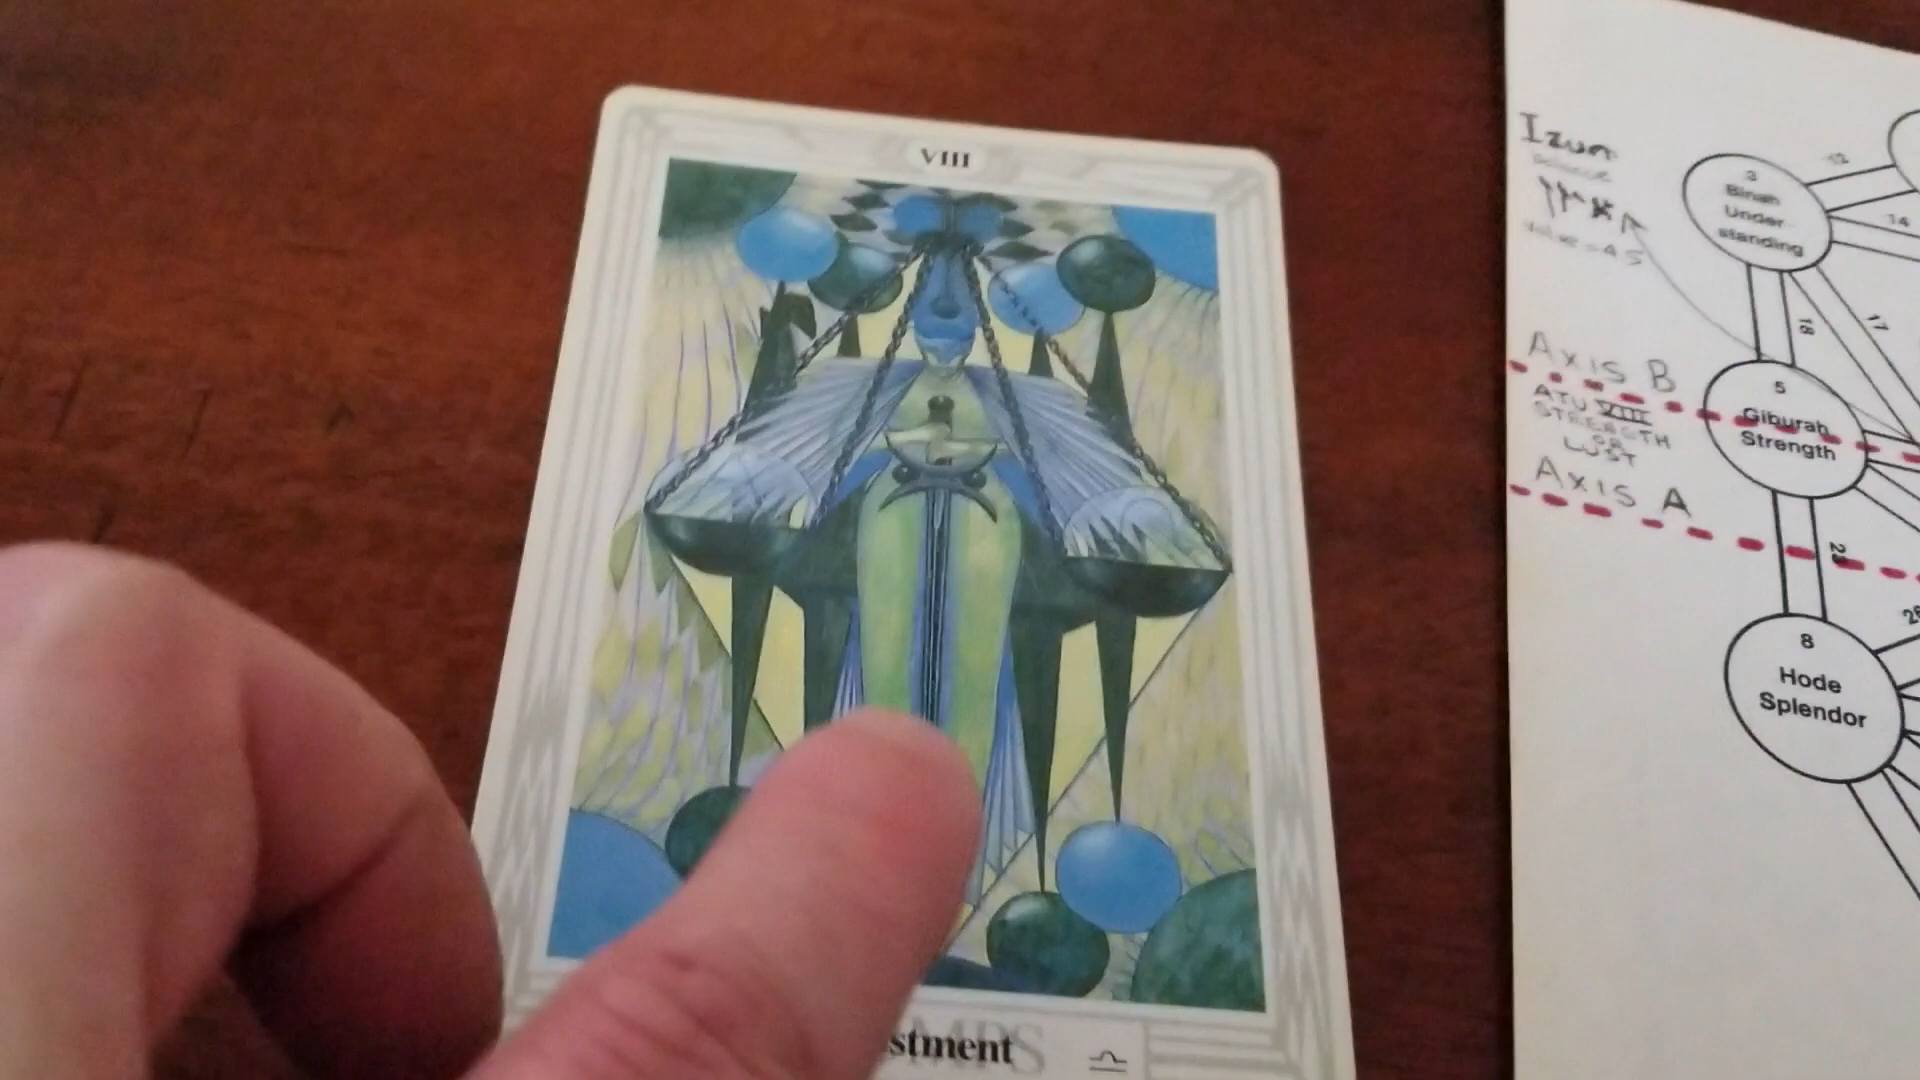 VIII
stment
♎
Izun
value = 45
12
14
3
Binah
Under-
standing
18
17
Axis B
ATU VIII
STRENGTH
OR
LUST
5
Giburah
Strength
Axis A
23
8
Hode
Splendor